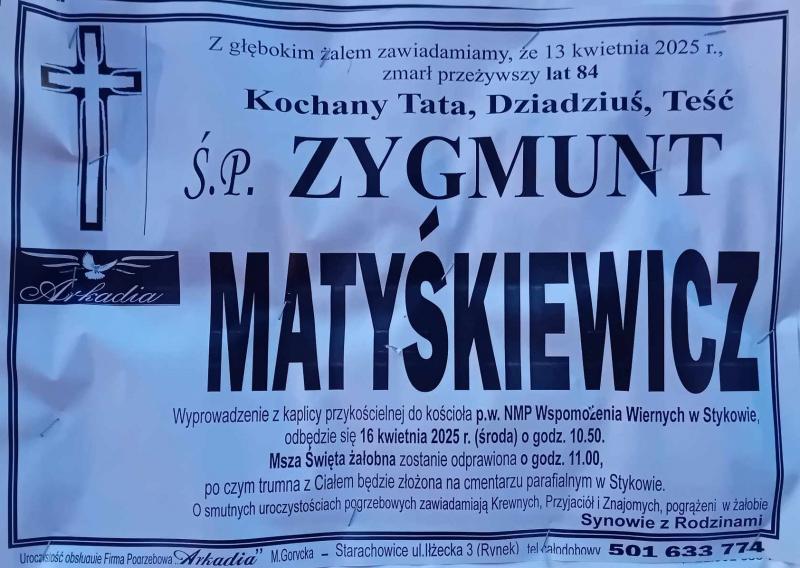 Z głębokim żalem zawiadamiamy, że 13 kwietnia 2025 r.,
zmarł przeżywszy lat 84
Kochany Tata, Dziadziuś, Teść
Ś.P. ZYGMUNT
MATYŚKIEWICZ
Arkadia
Wyprowadzenie z kaplicy przykościelnej do kościoła p.w. NMP Wspomożenia Wiernych w Stykowie,
odbędzie się 16 kwietnia 2025 r. (środa) o godz. 10.50.
Msza Święta żałobna zostanie odprawiona o godz. 11.00,
po czym trumna z Ciałem będzie złożona na cmentarzu parafialnym w Stykowie.
O smutnych uroczystościach pogrzebowych zawiadamiają Krewnych, Przyjaciół i Znajomych, pogrążeni w żałobie
Synowie z Rodzinami
Uroczystość obsługuje Firma Pogrzebowa "Arkadia" M.Gorycka – Starachowice ul.Iłżecka 3 (Rynek) tel.całodobowy 501 633 774